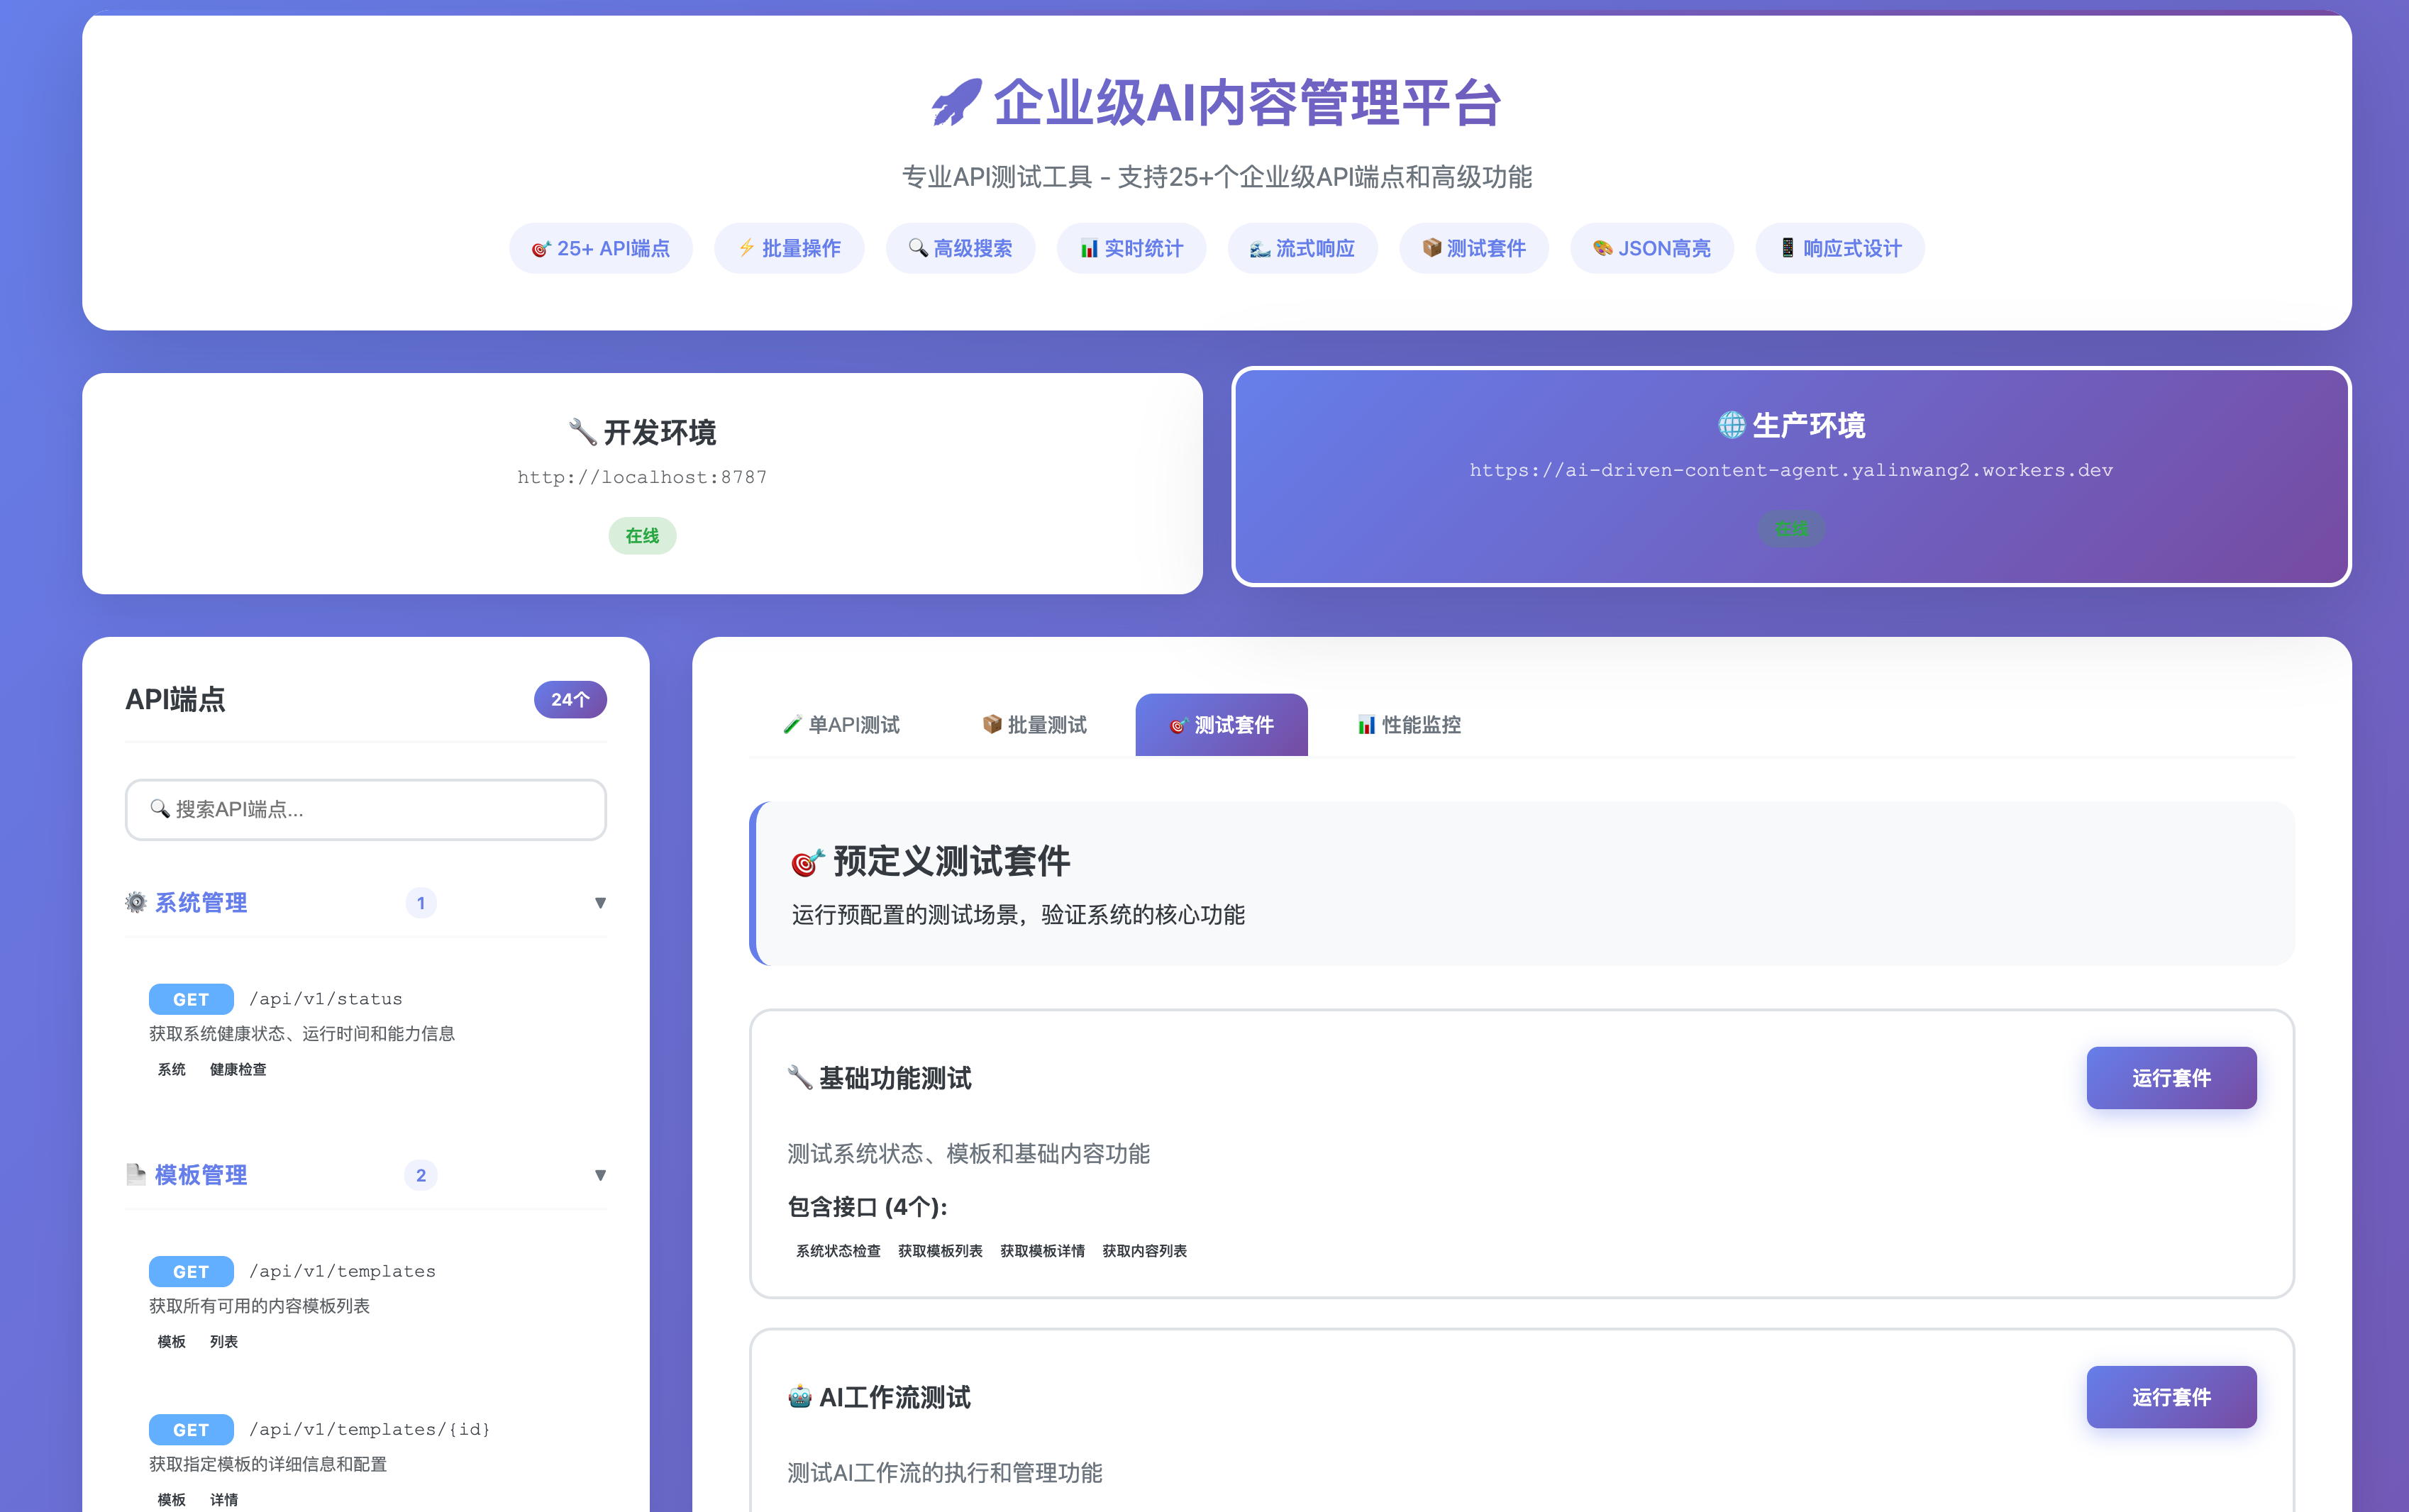 🚀 企业级AI内容管理平台
专业API测试工具 - 支持25+个企业级API端点和高级功能
🎯 25+ API端点
⚡ 批量操作
🔍 高级搜索
📊 实时统计
🌊 流式响应
📦 测试套件
🎨 JSON高亮
📱 响应式设计
🔧 开发环境
http://localhost:8787
在线
🌐 生产环境
https://ai-driven-content-agent.yalinwang2.workers.dev
在线
API端点
24个
🔍 搜索API端点...
⚙️ 系统管理
1
▼
GET /api/v1/status
获取系统健康状态、运行时间和能力信息
系统 健康检查
📄 模板管理
2
▼
GET /api/v1/templates
获取所有可用的内容模板列表
模板 列表
GET /api/v1/templates/{id}
获取指定模板的详细信息和配置
模板 详情
🧪 单API测试
📦 批量测试
🎯 测试套件
📊 性能监控
🎯 预定义测试套件
运行预配置的测试场景，验证系统的核心功能
🔧 基础功能测试
运行套件
测试系统状态、模板和基础内容功能
包含接口 (4个):
系统状态检查 获取模板列表 获取模板详情 获取内容列表
🤖 AI工作流测试
运行套件
测试AI工作流的执行和管理功能